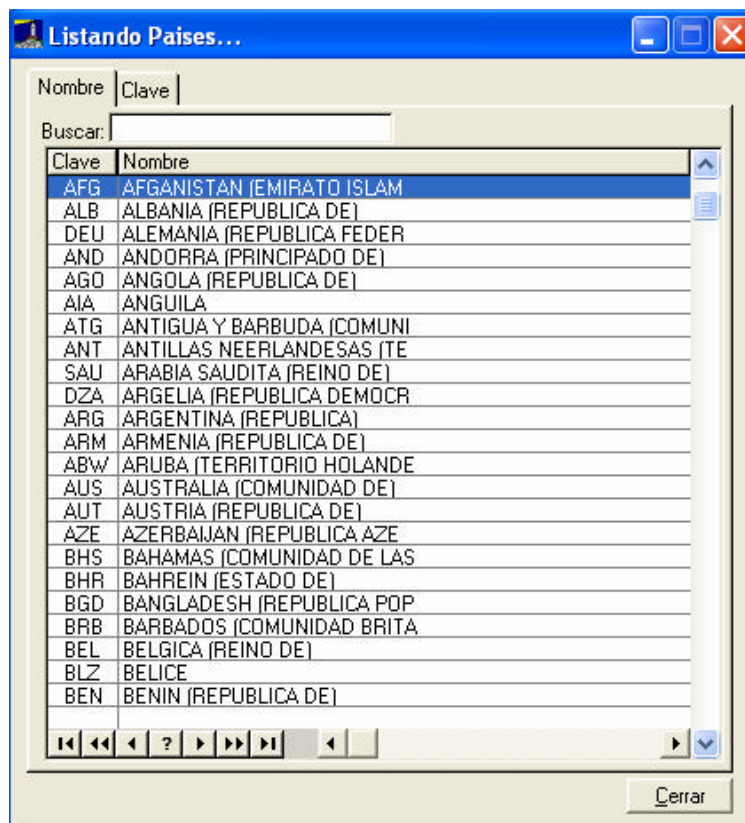 Listando Paises...
Nombre Clave
Buscar:
Clave Nombre
AFG AFGANISTAN (EMIRATO ISLAM
ALB ALBANIA (REPUBLICA DE)
DEU ALEMANIA (REPUBLICA FEDER
AND ANDORRA (PRINCIPADO DE)
AGO ANGOLA (REPUBLICA DE)
AIA ANGUILA
ATG ANTIGUA Y BARBUDA (COMUNI
ANT ANTILLAS NEERLANDESAS (TE
SAU ARABIA SAUDITA (REINO DE)
DZA ARGELIA (REPUBLICA DEMOCR
ARG ARGENTINA (REPUBLICA)
ARM ARMENIA (REPUBLICA DE)
ABW ARUBA (TERRITORIO HOLANDE
AUS AUSTRALIA (COMUNIDAD DE)
AUT AUSTRIA (REPUBLICA DE)
AZE AZERBAIJAN (REPUBLICA AZE
BHS BAHAMAS (COMUNIDAD DE LAS
BHR BAHREIN (ESTADO DE)
BGD BANGLADESH (REPUBLICA POP
BRB BARBADOS (COMUNIDAD BRITA
BEL BELGICA (REINO DE)
BLZ BELICE
BEN BENIN (REPUBLICA DE)
?
Cerrar